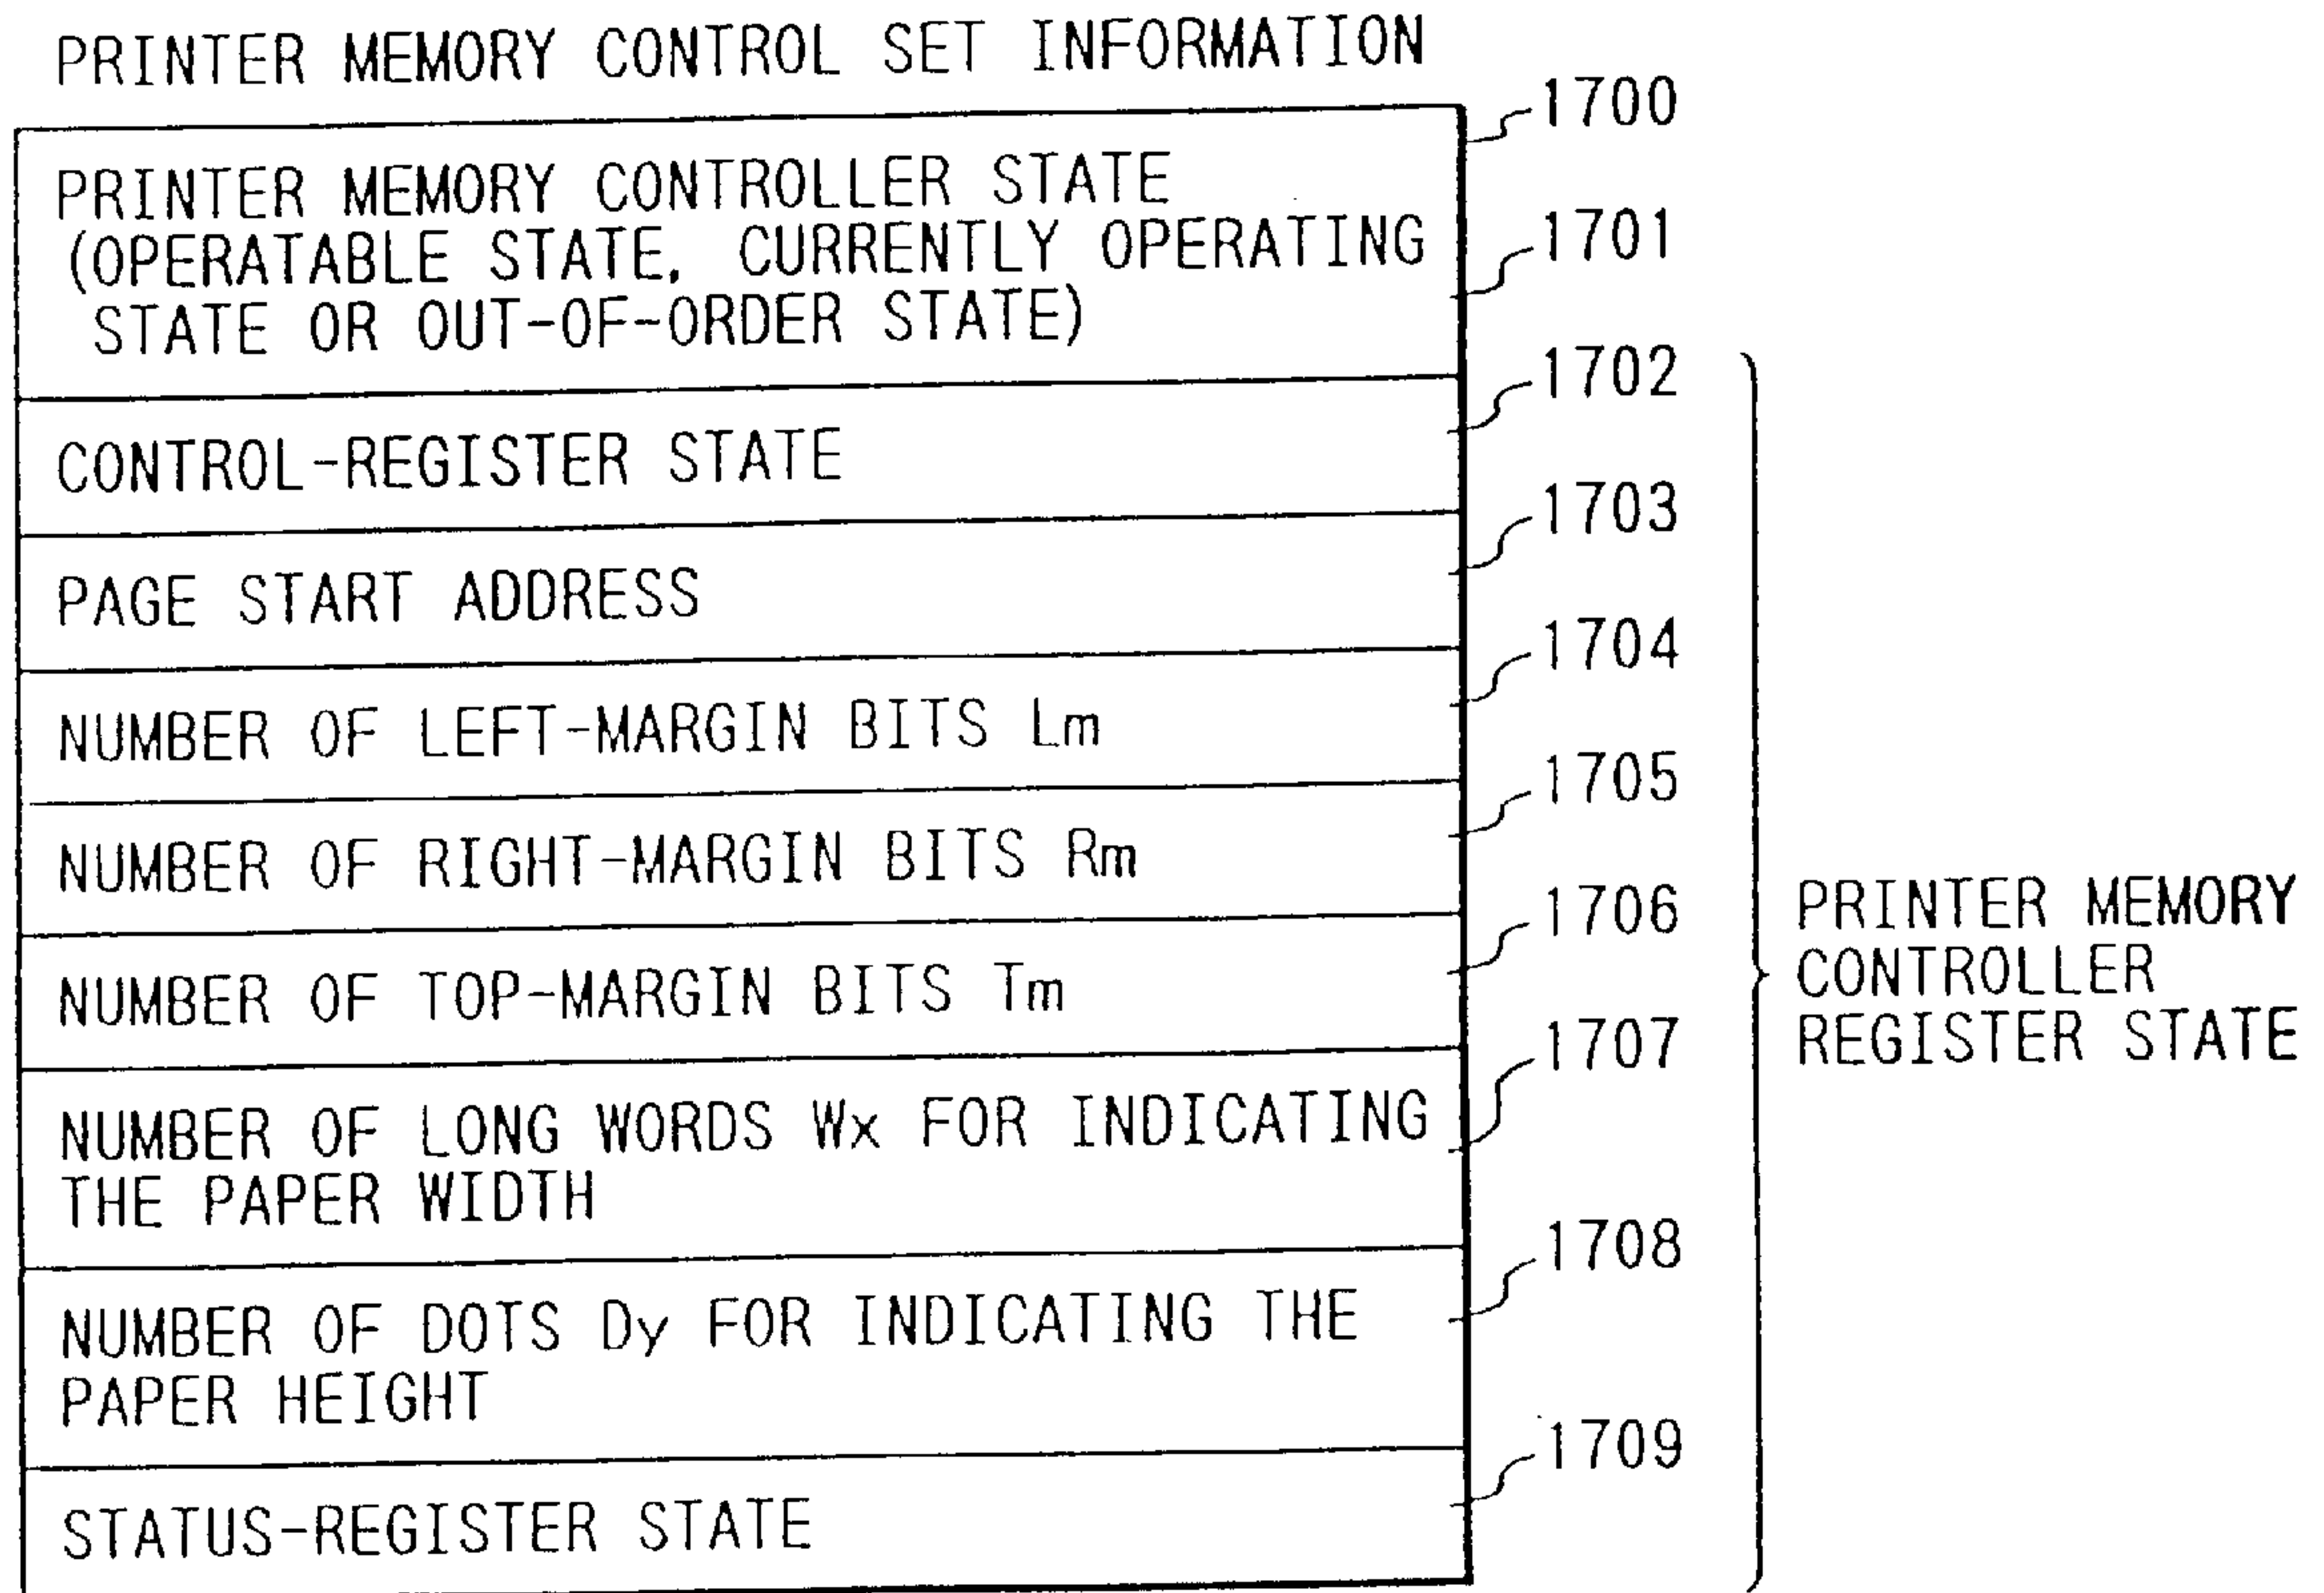 PRINTER MEMORY CONTROL SET INFORMATION
1700
PRINTER MEMORY CONTROLLER STATE
(OPERATABLE STATE, CURRENTLY OPERATING
STATE OR OUT-OF-ORDER STATE)
1701
1702
CONTROL-REGISTER STATE
1703
PAGE START ADDRESS
1704
NUMBER OF LEFT-MARGIN BITS Lm
1705
NUMBER OF RIGHT-MARGIN BITS Rm
1706
NUMBER OF TOP-MARGIN BITS Tm
1707
NUMBER OF LONG WORDS Wx FOR INDICATING
THE PAPER WIDTH
1708
NUMBER OF DOTS Dy FOR INDICATING THE
PAPER HEIGHT
1709
STATUS-REGISTER STATE
PRINTER MEMORY
CONTROLLER
REGISTER STATE